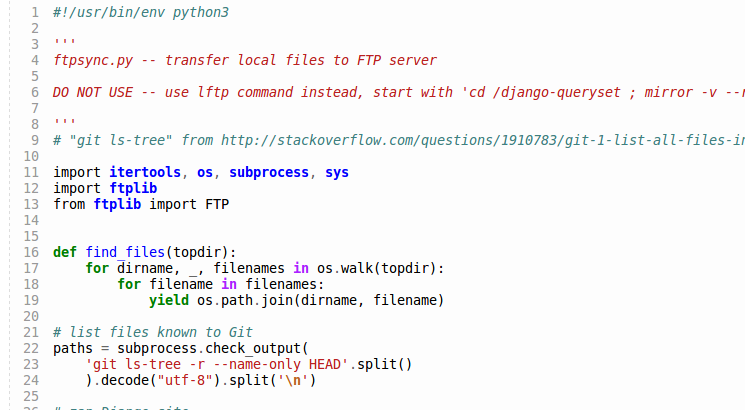 1 #!/usr/bin/env python3
2
3 '''
4 ftpsync.py -- transfer local files to FTP server
5
6 DO NOT USE -- use lftp command instead, start with 'cd /django-queryset ; mirror -v
7
8 '''
9 # "git ls-tree" from http://stackoverflow.com/questions/1910783/git-1-list-all-files-in
10
11 import itertools, os, subprocess, sys
12 import ftplib
13 from ftplib import FTP
14
15
16 def find_files(topdir):
17     for dirname, _, filenames in os.walk(topdir):
18         for filename in filenames:
19             yield os.path.join(dirname, filename)
20
21 # list files known to Git
22 paths = subprocess.check_output(
23     'git ls-tree -r --name-only HEAD'.split()
24     ).decode("utf-8").split('\n')
25